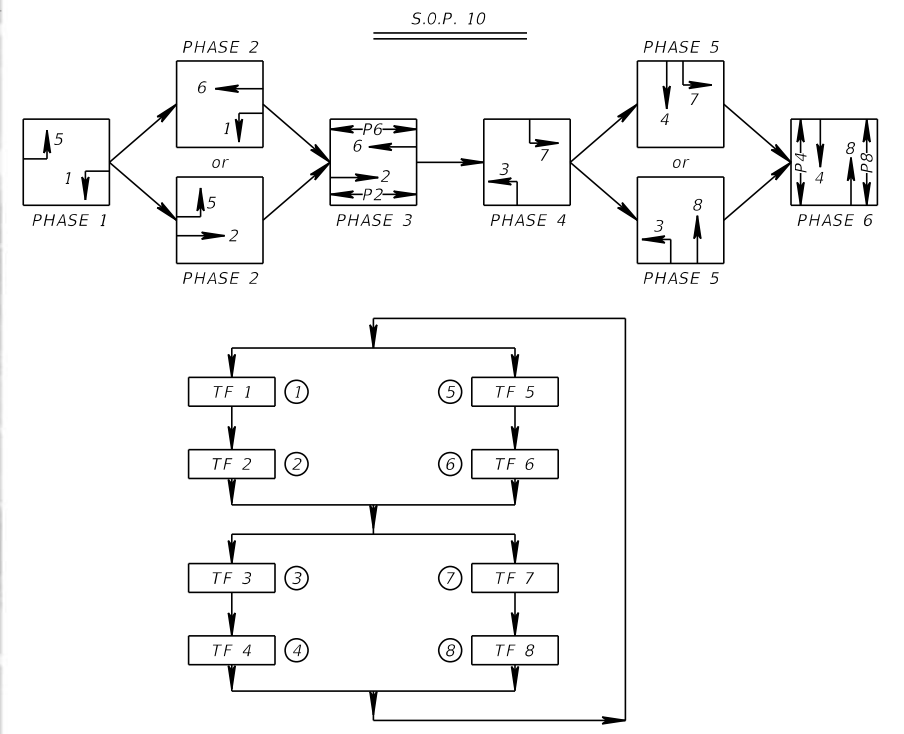 S.O.P. 10
PHASE 2
PHASE 5
6
1
4
7
5
1
PHASE 1
or
5
2
PHASE 2
P6
6
2
P2
PHASE 3
7
3
PHASE 4
or
3
8
PHASE 5
P4
4
8
P8
PHASE 6
TF 1
1
5
TF 5
TF 2
2
6
TF 6
TF 3
3
7
TF 7
TF 4
4
8
TF 8